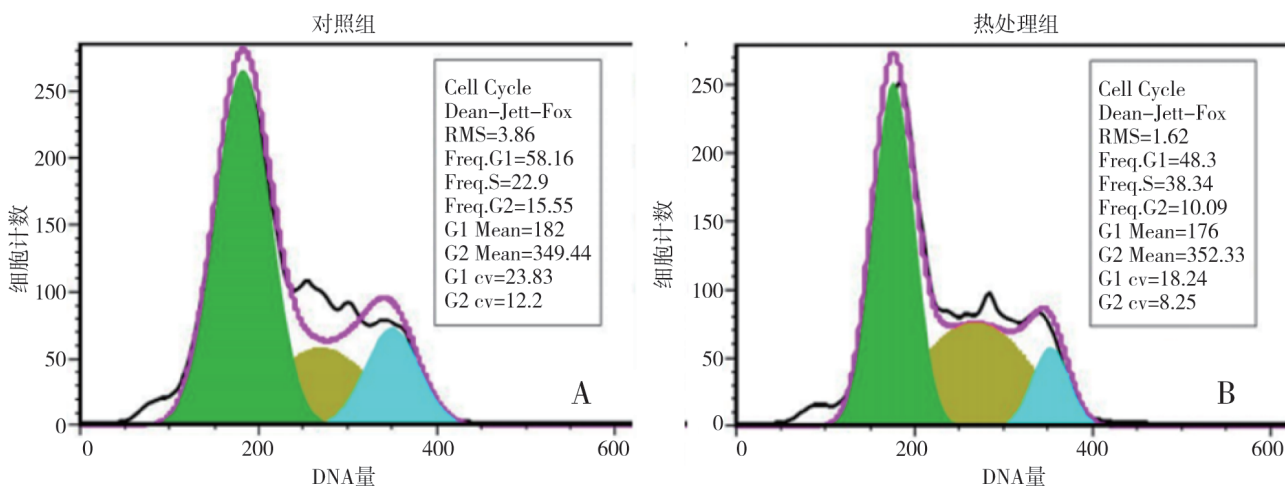 对照组
细胞计数
250
200
150
100
50
0
Cell Cycle
Dean-Jett-Fox
RMS=3.86
Freq.G1=58.16
Freq.S=22.9
Freq.G2=15.55
G1 Mean=182
G2 Mean=349.44
G1 cv=23.83
G2 cv=12.2
A
0 200 400 600
DNA量
热处理组
细胞计数
250
200
150
100
50
0
Cell Cycle
Dean-Jett-Fox
RMS=1.62
Freq.G1=48.3
Freq.S=38.34
Freq.G2=10.09
G1 Mean=176
G2 Mean=352.33
G1 cv=18.24
G2 cv=8.25
B
0 200 400 600
DNA量